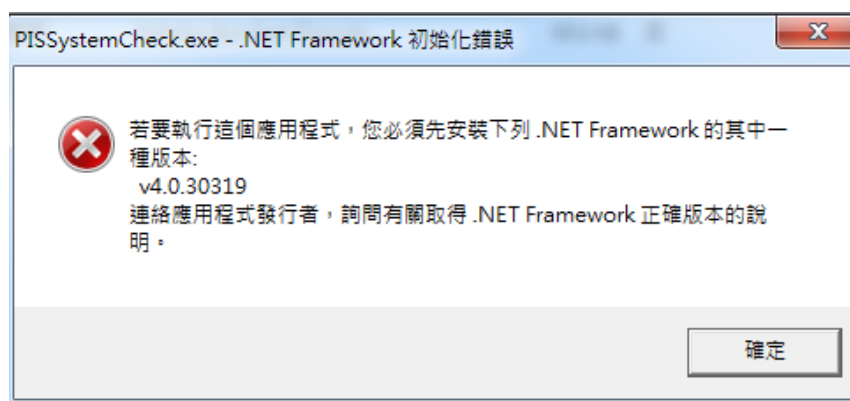 PISSystemCheck.exe - .NET Framework 初始化錯誤
若要執行這個應用程式，您必須先安裝下列 .NET Framework 的其中一
種版本:
v4.0.30319
連絡應用程式發行者，詢問有關取得 .NET Framework 正確版本的說
明。
確定